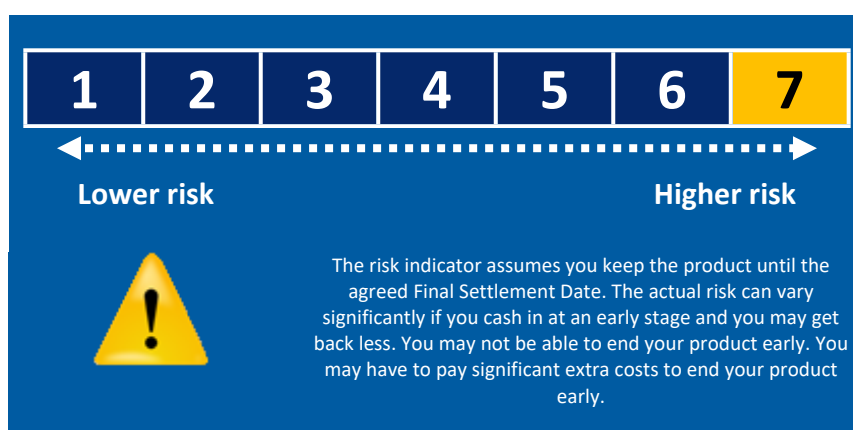 1 2 3 4 5 6 7
Lower risk Higher risk
The risk indicator assumes you keep the product until the
agreed Final Settlement Date. The actual risk can vary
significantly if you cash in at an early stage and you may get
back less. You may not be able to end your product early. You
may have to pay significant extra costs to end your product
early.